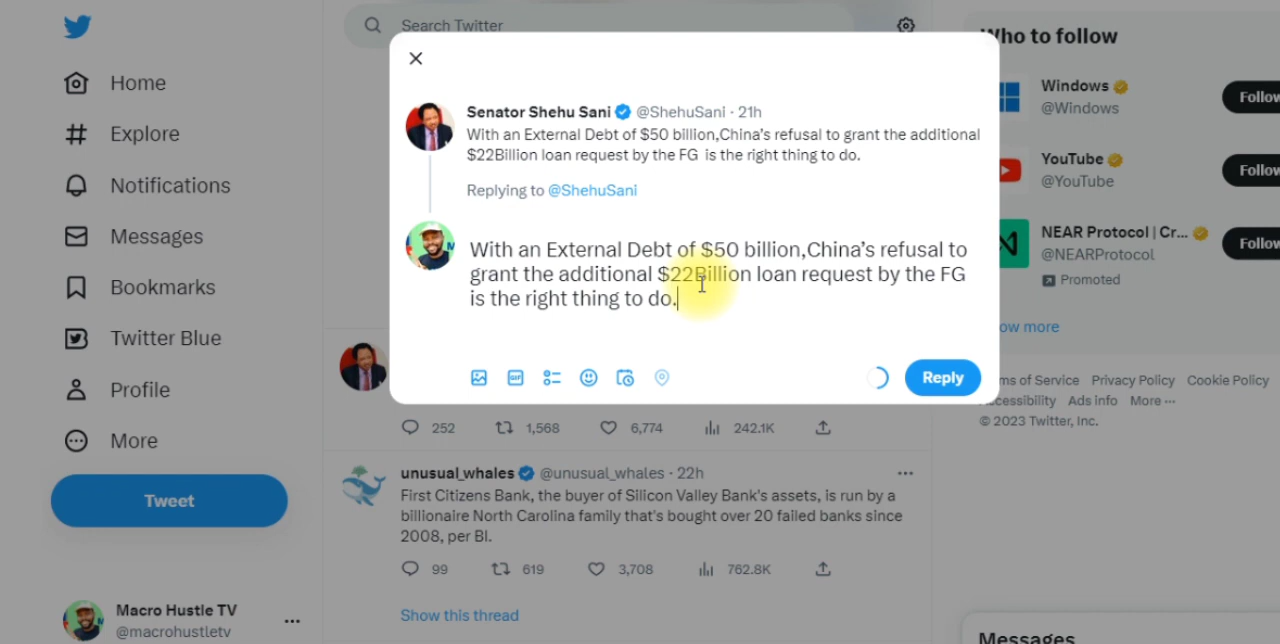 Search Twitter
Home
Explore
Notifications
Messages
Bookmarks
Twitter Blue
Profile
More
Tweet
Macro Hustle TV
@macrohustletv
Senator Shehu Sani @ShehuSani · 21h
With an External Debt of $50 billion,China's refusal to grant the additional
$22Billion loan request by the FG is the right thing to do.
Replying to @ShehuSani
With an External Debt of $50 billion,China's refusal to
grant the additional $22Billion loan request by the FG
is the right thing to do.
GIF
Reply
252 1,568 6,774 242.1K
unusual_whales @unusual_whales · 22h
First Citizens Bank, the buyer of Silicon Valley Bank's assets, is run by a
billionaire North Carolina family that's bought over 20 failed banks since
2008, per BI.
99 619 3,708 762.8K
Show this thread
Who to follow
Windows
@Windows
Follow
YouTube
@YouTube
Follow
NEAR Protocol | Cr...
@NEARProtocol
Follow
Promoted
more
of Service Privacy Policy Cookie Policy
Ads info More ···
© 2023 Twitter, Inc.
Messages